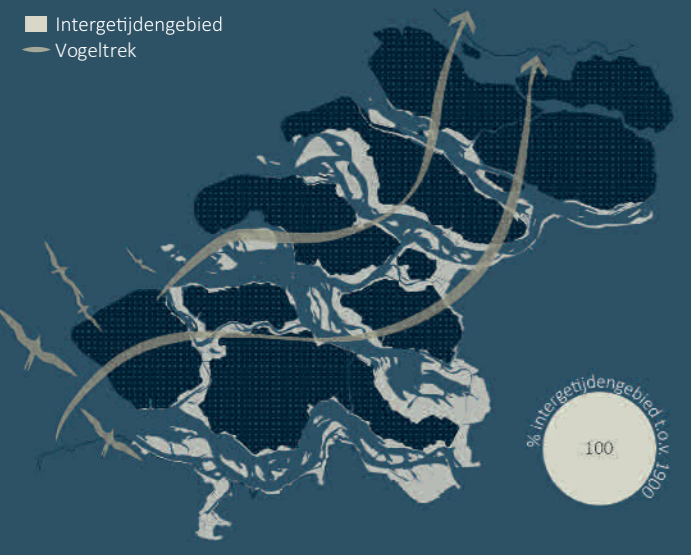 Intergetijdengebied
Vogeltrek
% intergetijdengebied t.o.v. 1900
100